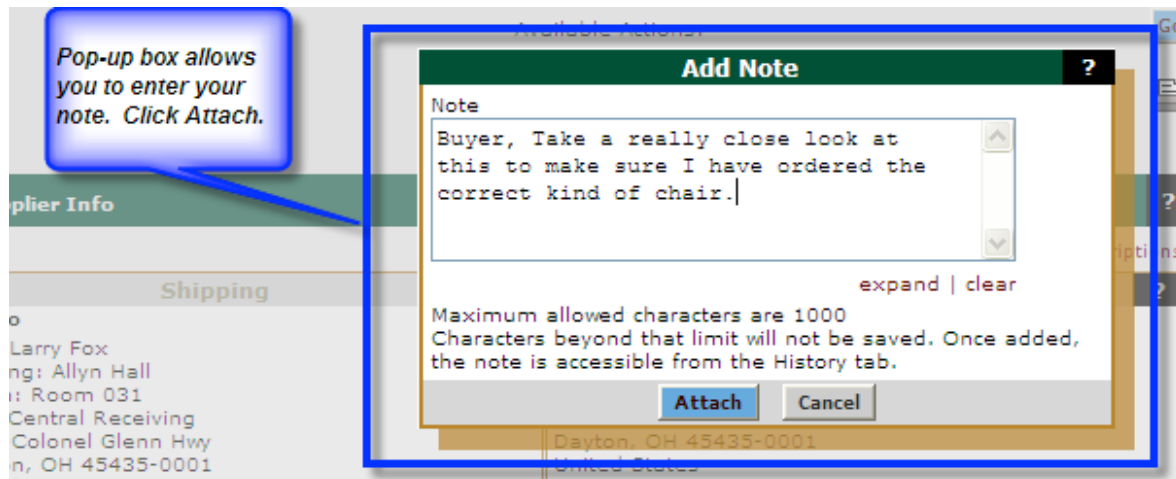 Available Actions:
Go
Pop-up box allows
you to enter your
note. Click Attach.
Add Note ?
Note
Buyer, Take a really close look at
this to make sure I have ordered the
correct kind of chair.
plier Info ?
expand | clear
Shipping ?
Maximum allowed characters are 1000
Characters beyond that limit will not be saved. Once added,
the note is accessible from the History tab.
Larry Fox
ng: Allyn Hall
: Room 031
Attach Cancel
Central Receiving
Colonel Glenn Hwy
n, OH 45435-0001
Dayton, OH 45435-0001
United States